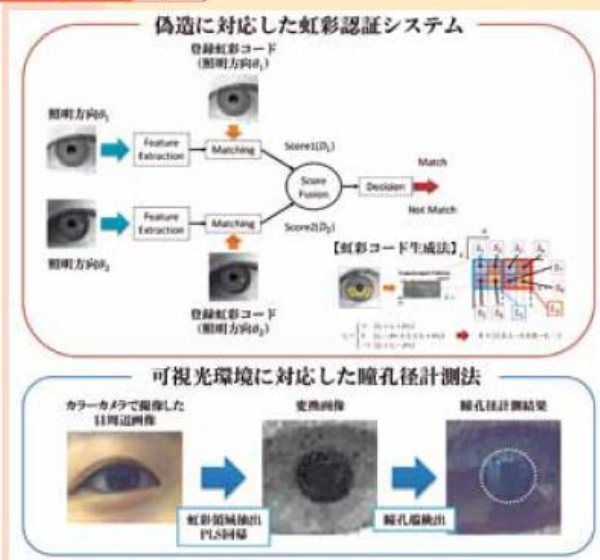 偽造に対応した虹彩認証システム
登録虹彩コード
(照明方向θ₁)
照明方向θ₁
Feature
Extraction
Matching
Score1(D₁)
Score
Fusion
Decision
Match
Not Match
Feature
Extraction
Matching
Score2(D₂)
照明方向θ₂
登録虹彩コード
(照明方向θ₂)
【虹彩コード生成法】
可視光環境に対応した瞳孔径計測法
カラーカメラで撮像した
目周辺画像
変換画像
瞳孔径計測結果
虹彩領域抽出
PLS回帰
瞳孔端検出